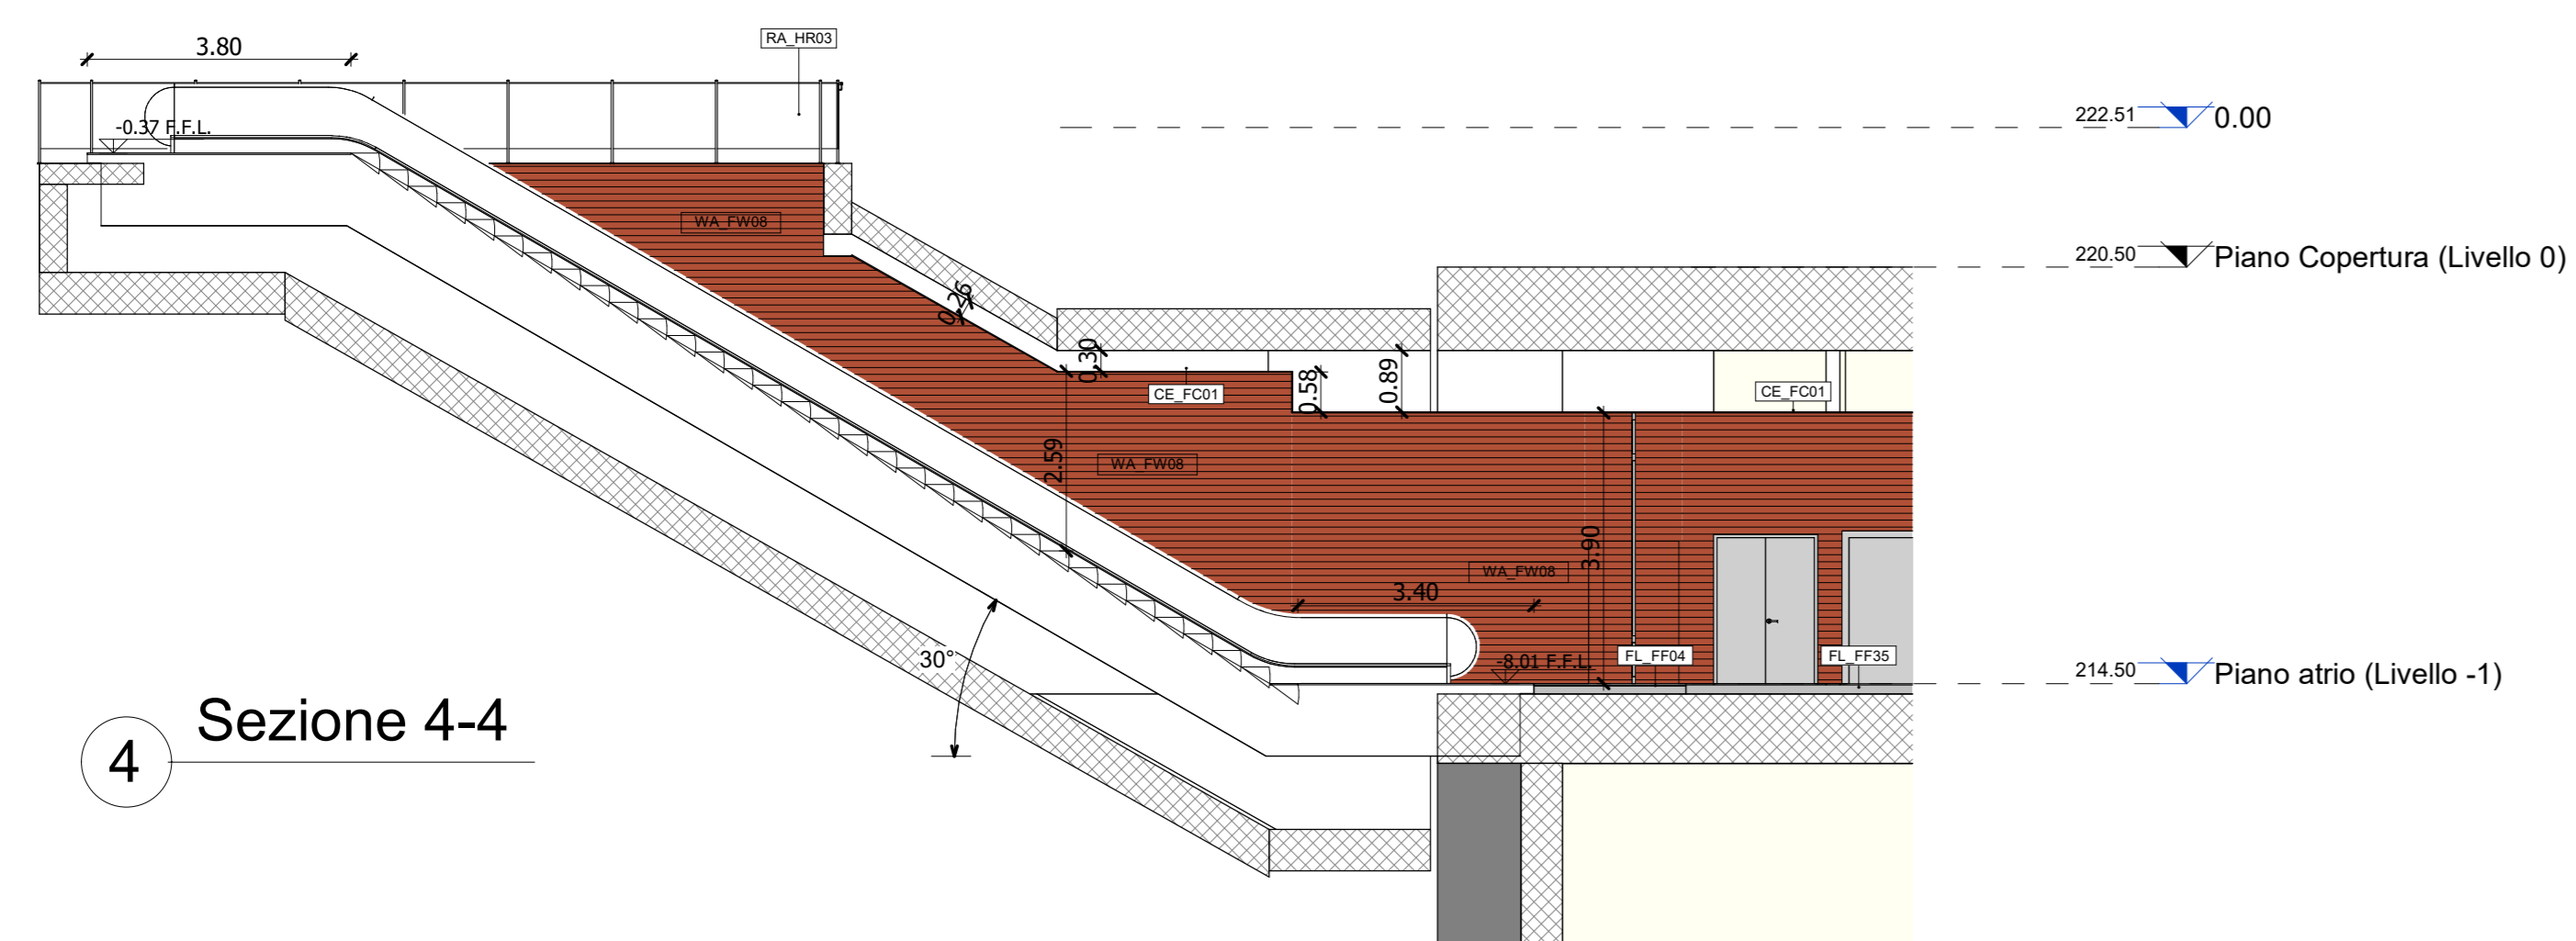 3.80
RA_HR03
-0.37 F.F.L.
222.51 0.00
WA_FW08
220.50 Piano Copertura (Livello 0)
0.26
0.30
0.58
0.89
CE_FC01
CE_FC01
2.59
WA_FW08
3.90
WA_FW08
3.40
30°
-8.01 F.F.L.
FL_FF04
FL_FF35
214.50 Piano atrio (Livello -1)
4 Sezione 4-4